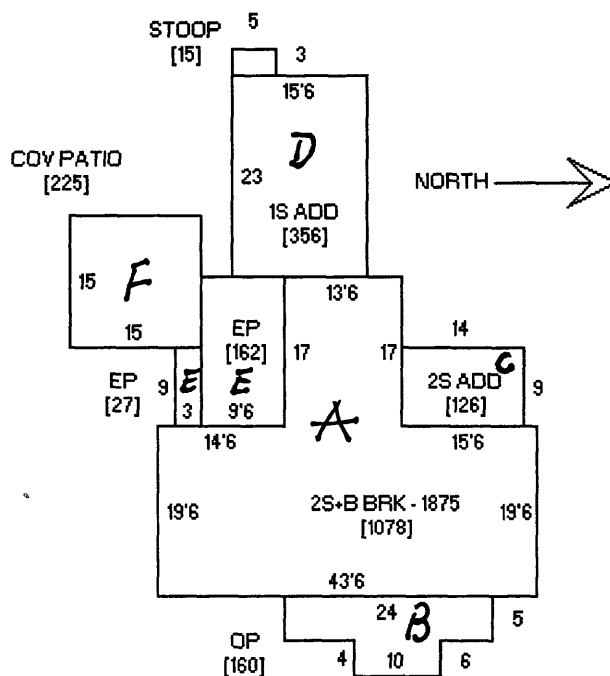 5
STOOP
[15]
3
15'6
D
23
1S ADD
[356]
COV PATIO
[225]
NORTH
15
F
15
13'6
EP
[162]
E
9'6
17
17
14
C
2S ADD
[126]
9
EP
[27]
9
E
3
A
14'6
15'6
19'6
2S+B BRK - 1875
[1078]
19'6
43'6
24
B
5
OP
[160]
4
10
6